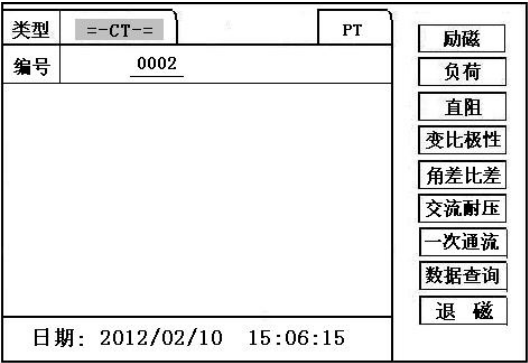 类型 =-CT-= PT
编号 0002
励磁
负荷
直阻
变比极性
角差比差
交流耐压
一次通流
数据查询
退 磁
日期: 2012/02/10 15:06:15